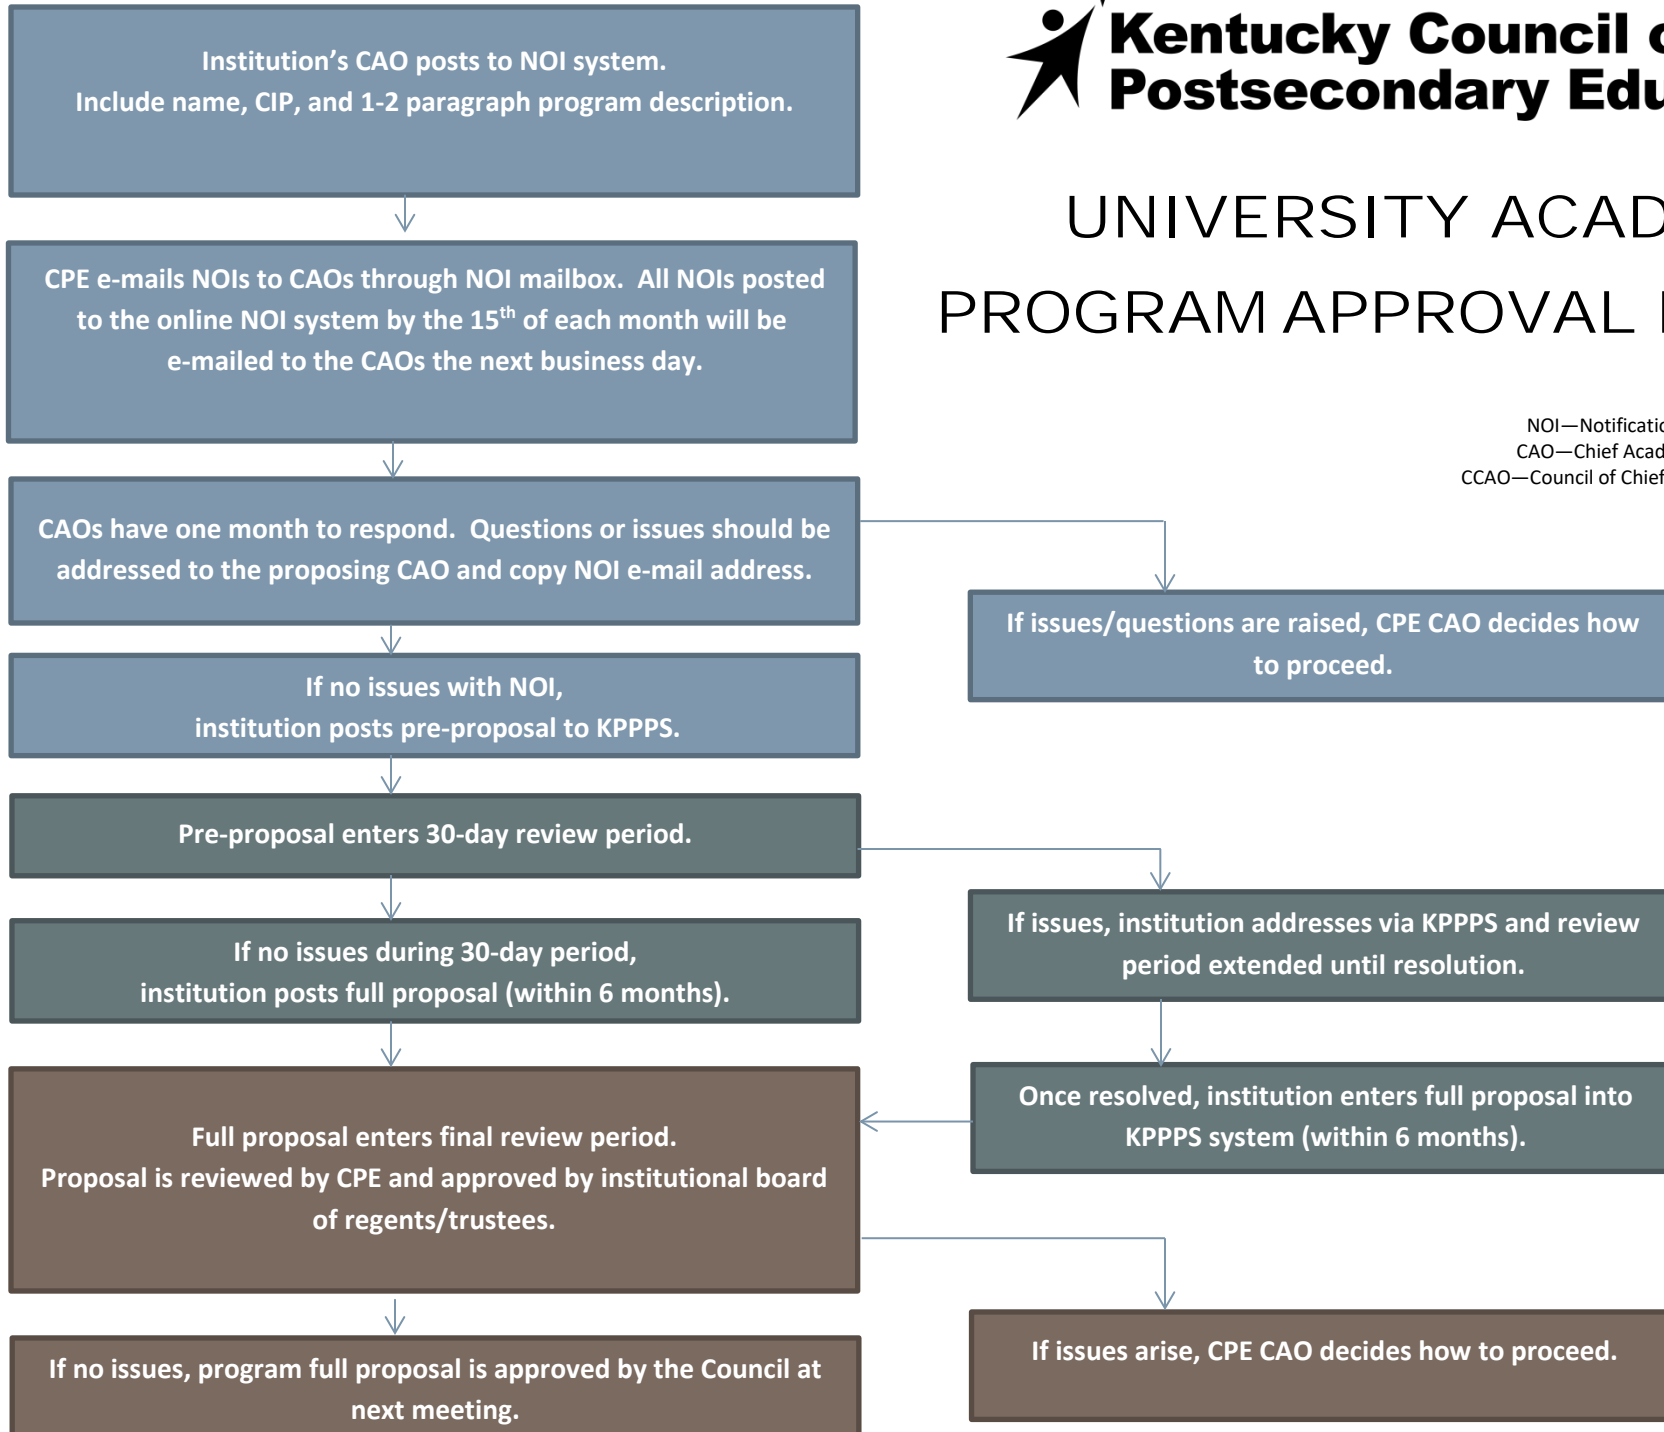 Kentucky Council
Postsecondary
UNIVERSITY
PROGRAM APPROVAL
NOI—
CAO—Chief
CCAO—Council of Chief
Institution’s CAO posts to NOI system.
Include name, CIP, and 1-2 paragraph program description.
CPE e-mails NOIs to CAOs through NOI mailbox.  All NOIs posted
to the online NOI system by the 15th of each month will be
e-mailed to the CAOs the next business day.
CAOs have one month to respond.  Questions or issues should be
addressed to the proposing CAO and copy NOI e-mail address.
If issues/questions are raised, CPE CAO decides how
to proceed.
If no issues with NOI,
institution posts pre-proposal to KPPPS.
Pre-proposal enters 30-day review period.
If issues, institution addresses via KPPPS and review
period extended until resolution.
If no issues during 30-day period,
institution posts full proposal (within 6 months).
Once resolved, institution enters full proposal into
KPPPS system (within 6 months).
Full proposal enters final review period.
Proposal is reviewed by CPE and approved by institutional board
of regents/trustees.
If issues arise, CPE CAO decides how to proceed.
If no issues, program full proposal is approved by the Council at
next meeting.